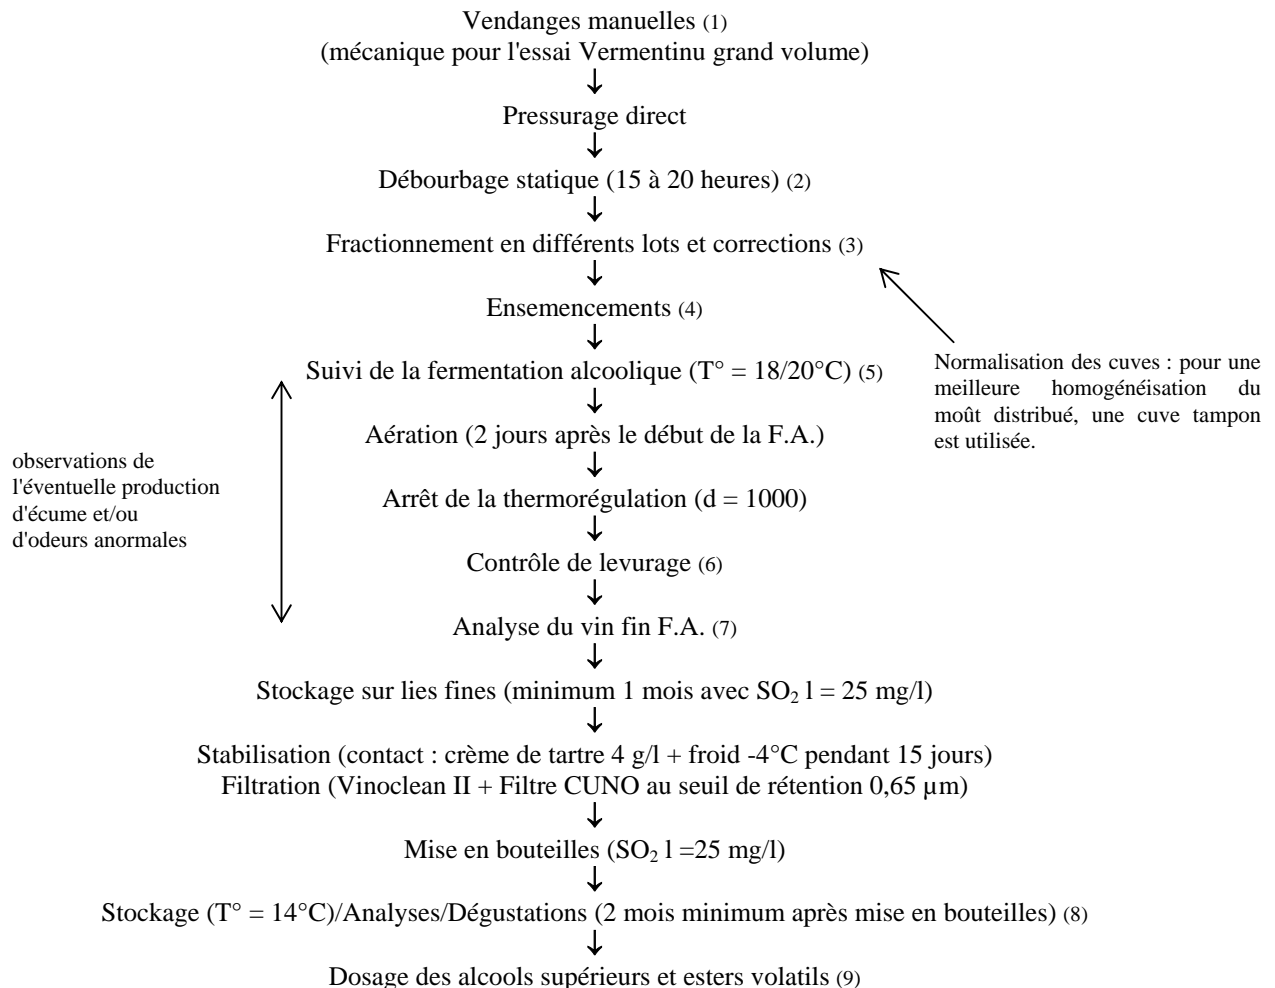 Vendanges manuelles (1)
(mécanique pour l'essai Vermentinu grand volume)
Pressurage direct
Débourbage statique (15 à 20 heures) (2)
Fractionnement en différents lots et corrections (3)
Ensemencements (4)
Suivi de la fermentation alcoolique (T° = 18/20°C) (5)
Normalisation des cuves : pour une
meilleure homogénéisation du
moût distribué, une cuve tampon
est utilisée.
Aération (2 jours après le début de la F.A.)
observations de
l'éventuelle production
d'écume et/ou
d'odeurs anormales
Arrêt de la thermorégulation (d = 1000)
Contrôle de levurage (6)
Analyse du vin fin F.A. (7)
Stockage sur lies fines (minimum 1 mois avec SO₂ l = 25 mg/l)
Stabilisation (contact : crème de tartre 4 g/l + froid -4°C pendant 15 jours)
Filtration (Vinoclean II + Filtre CUNO au seuil de rétention 0,65 µm)
Mise en bouteilles (SO₂ l =25 mg/l)
Stockage (T° = 14°C)/Analyses/Dégustations (2 mois minimum après mise en bouteilles) (8)
Dosage des alcools supérieurs et esters volatils (9)